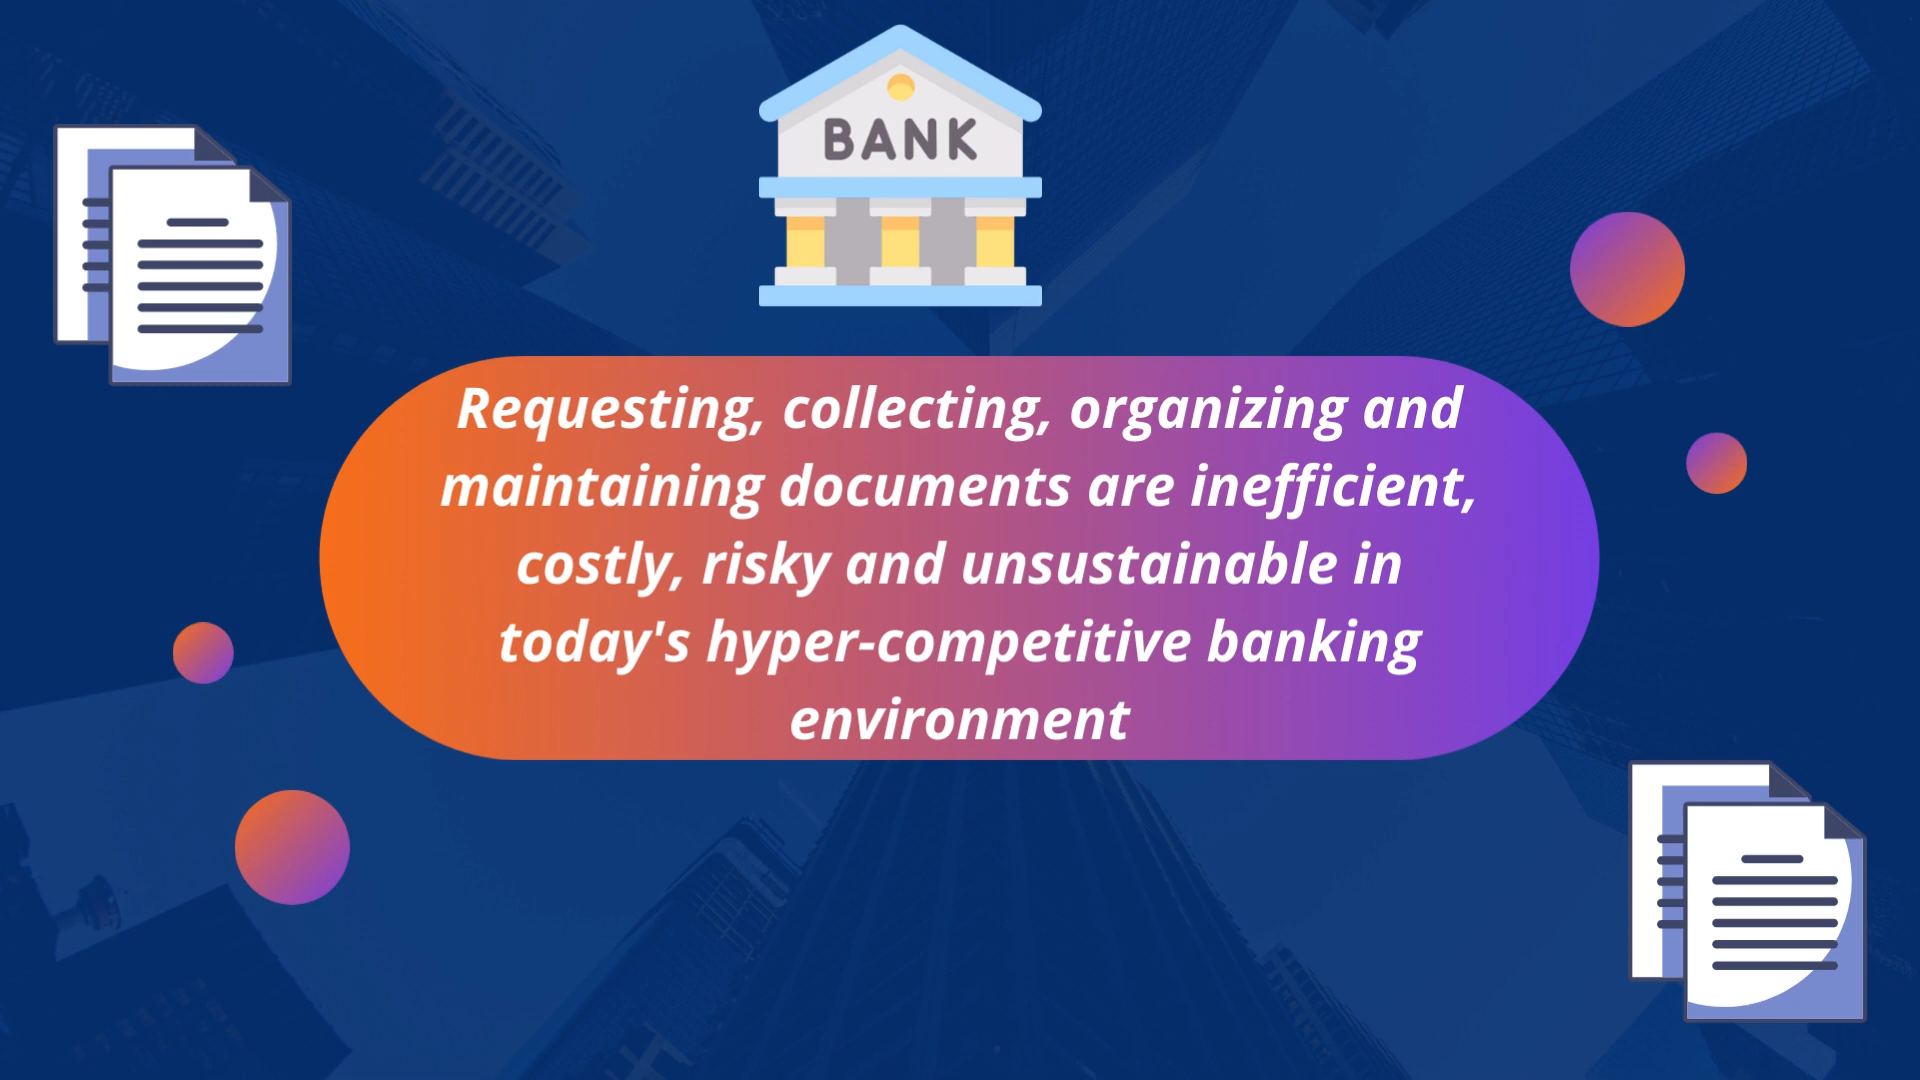 BANK
Requesting, collecting, organizing and
maintaining documents are inefficient,
costly, risky and unsustainable in
today's hyper-competitive banking
environment